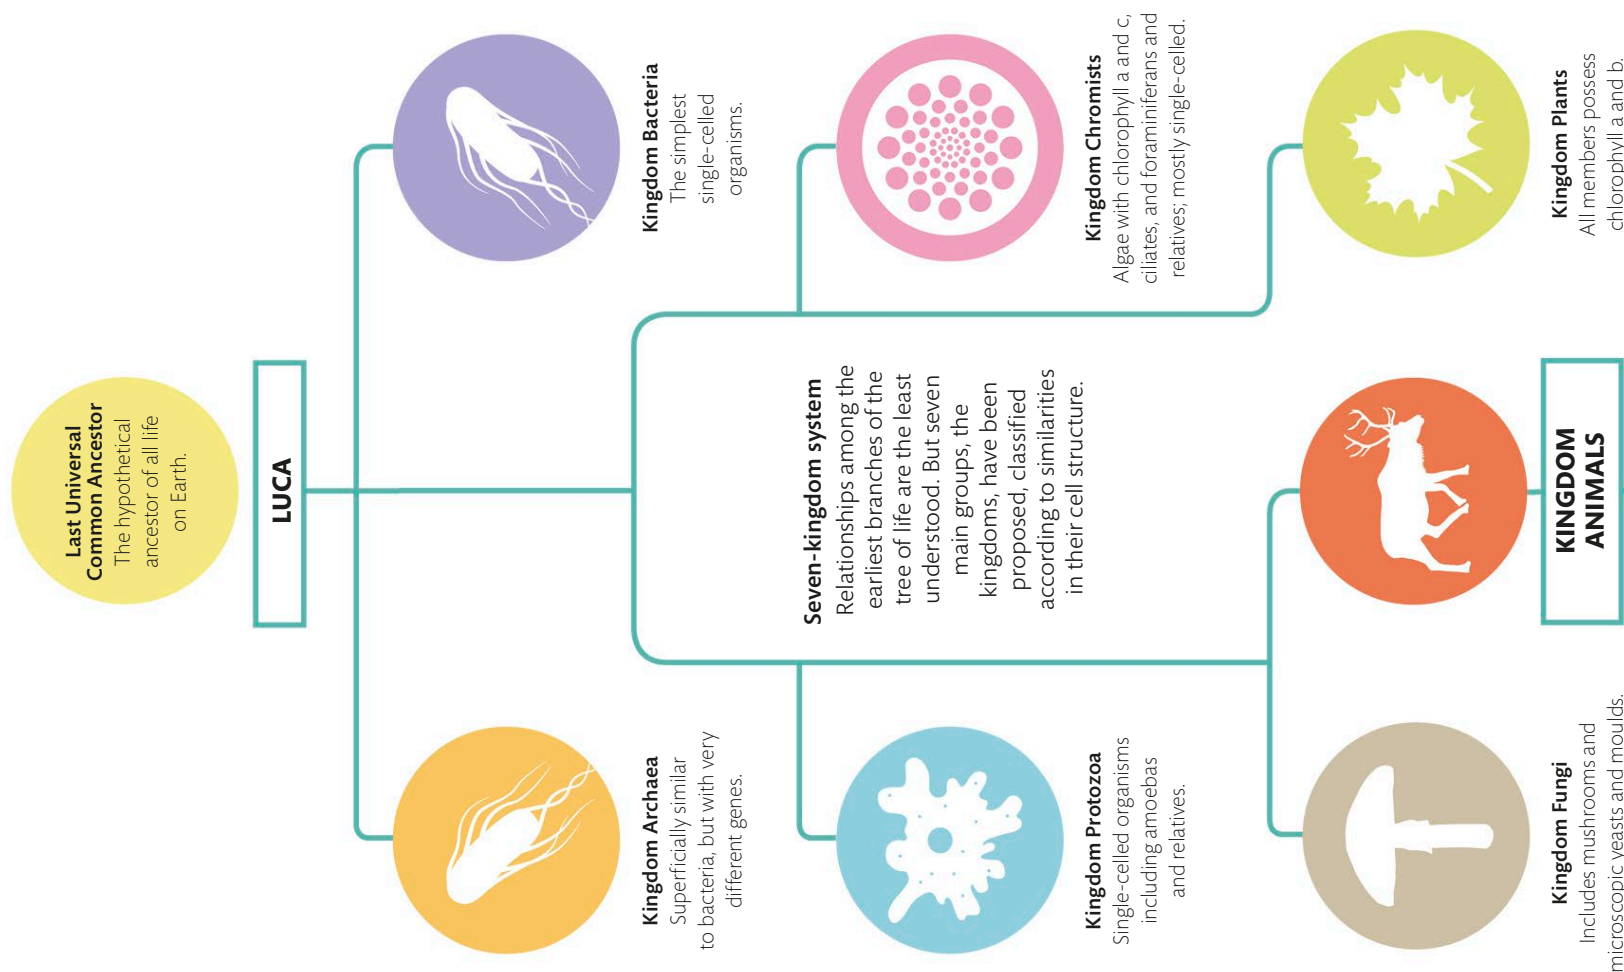 Last Universal
Common Ancestor
The hypothetical
ancestor of all life
on Earth.
LUCA
Kingdom Archaea
Superficially similar
to bacteria, but with very
different genes.
Kingdom Bacteria
The simplest
single-celled
organisms.
Seven-kingdom system
Relationships among the
earliest branches of the
tree of life are the least
understood. But seven
main groups, the
kingdoms, have been
proposed, classified
according to similarities
in their cell structure.
Kingdom Protozoa
Single-celled organisms
including amoebas
and relatives.
Kingdom Chromists
Algae with chlorophyll a and c,
ciliates, and foraminiferans and
relatives; mostly single-celled.
Kingdom Fungi
Includes mushrooms and
microscopic yeasts and moulds.
KINGDOM
ANIMALS
Kingdom Plants
All members possess
chlorophyll a and b.